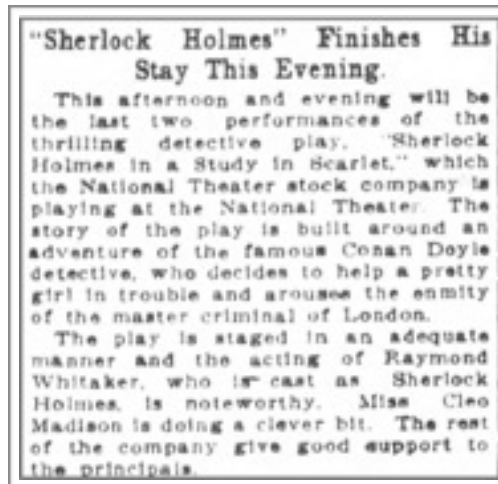 "Sherlock Holmes" Finishes His
Stay This Evening.
This afternoon and evening will be
the last two performances of the
thrilling detective play, "Sherlock
Holmes in a Study in Scarlet," which
the National Theater stock company is
playing at the National Theater. The
story of the play is built around an
adventure of the famous Conan Doyle
detective, who decides to help a pretty
girl in trouble and arouses the enmity
of the master criminal of London.
The play is staged in an adequate
manner and the acting of Raymond
Whitaker, who is cast as Sherlock
Holmes, is noteworthy. Miss Cleo
Madison is doing a clever bit. The rest
of the company give good support to
the principals.